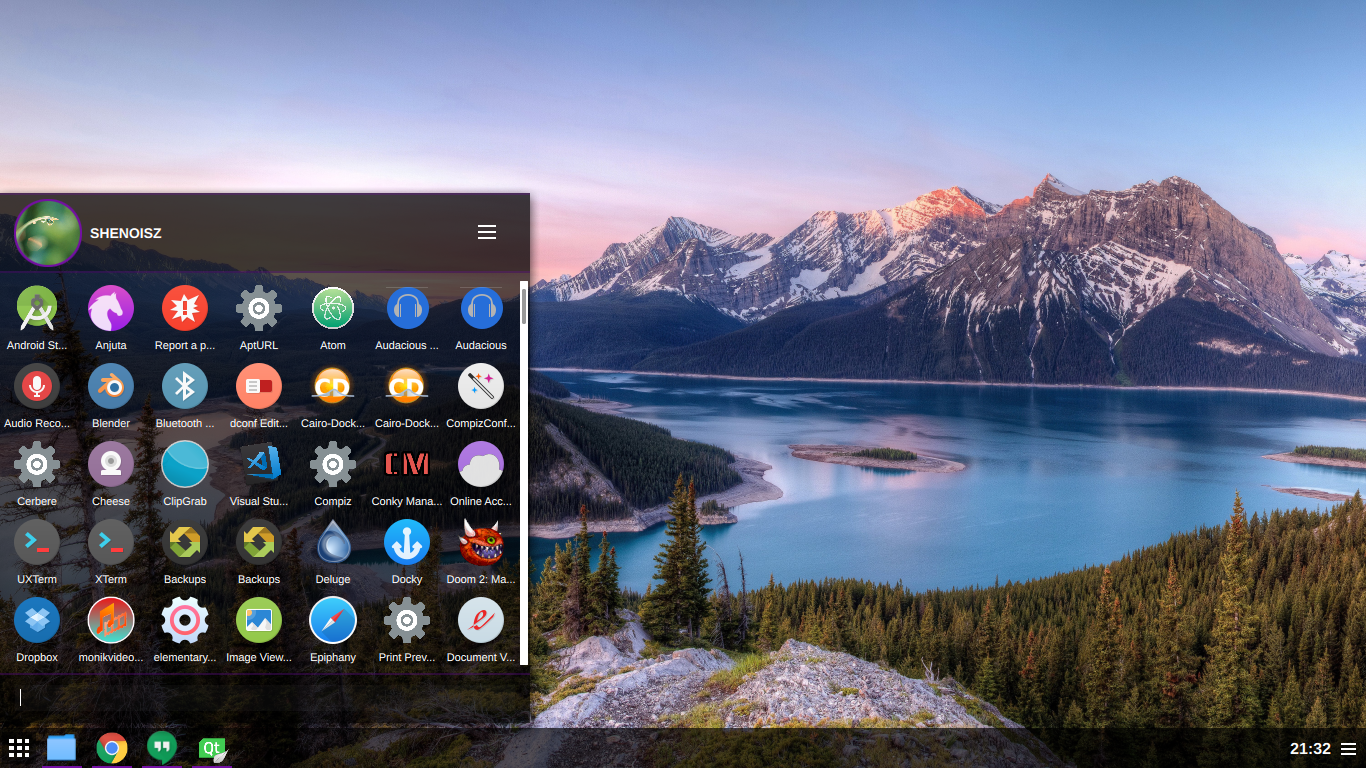 SHENOISZ
Android St... Anjuta Report a p... AptURL Atom Audacious ... Audacious
Audio Reco... Blender Bluetooth ... dconf Edit... Cairo-Dock... Cairo-Dock... CompizConf...
Cerbere Cheese ClipGrab Visual Stu... Compiz Conky Mana... Online Acc...
UXTerm XTerm Backups Backups Deluge Docky Doom 2: Ma...
Dropbox monikvideo... elementary... Image View... Epiphany Print Prev... Document V...
Qt
21:32